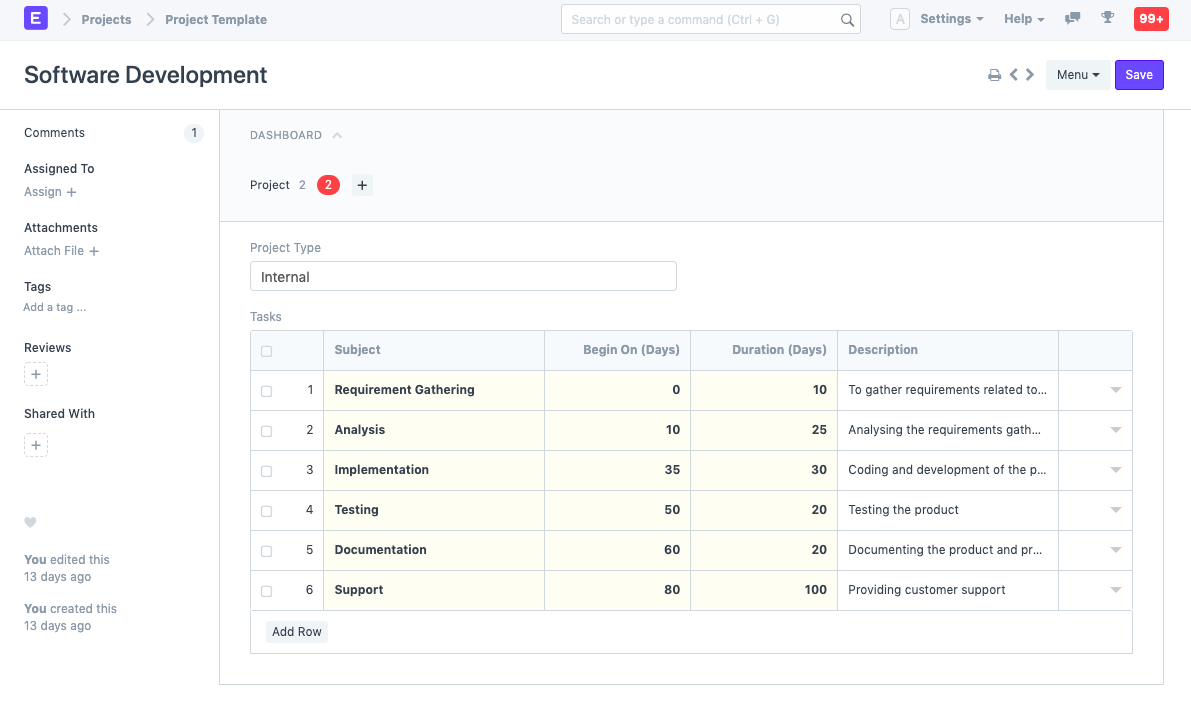 E Projects Project Template Search or type a command (Ctrl + G) A Settings Help 99+
Software Development Menu Save
Comments 1
Assigned To
Assign +
Attachments
Attach File +
Tags
Add a tag ...
Reviews
+
Shared With
+
You edited this
13 days ago
You created this
13 days ago
DASHBOARD
Project 2 2 +
Project Type
Internal
Tasks
Subject Begin On (Days) Duration (Days) Description
1 Requirement Gathering 0 10 To gather requirements related to...
2 Analysis 10 25 Analysing the requirements gath...
3 Implementation 35 30 Coding and development of the p...
4 Testing 50 20 Testing the product
5 Documentation 60 20 Documenting the product and pr...
6 Support 80 100 Providing customer support
Add Row